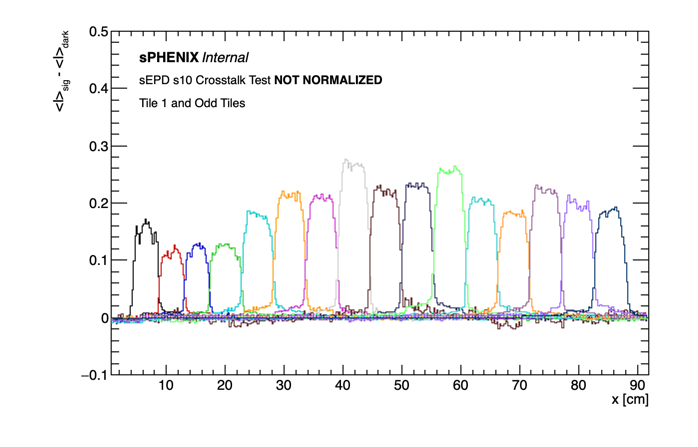 0.5
<I>sig - <I>dark
sPHENIX Internal
sEPD s10 Crosstalk Test NOT NORMALIZED
0.4
Tile 1 and Odd Tiles
0.3
0.2
0.1
0
−0.1
10 20 30 40 50 60 70 80 90
x [cm]